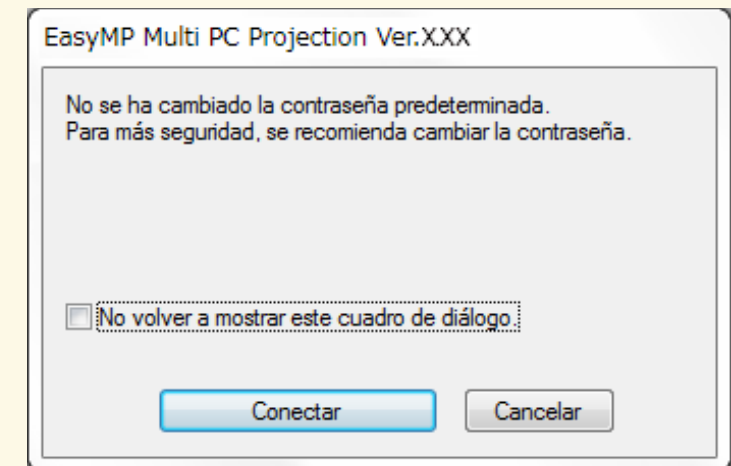 EasyMP Multi PC Projection Ver.X.XX
No se ha cambiado la contraseña predeterminada.
Para más seguridad, se recomienda cambiar la contraseña.
No volver a mostrar este cuadro de diálogo.
Conectar
Cancelar